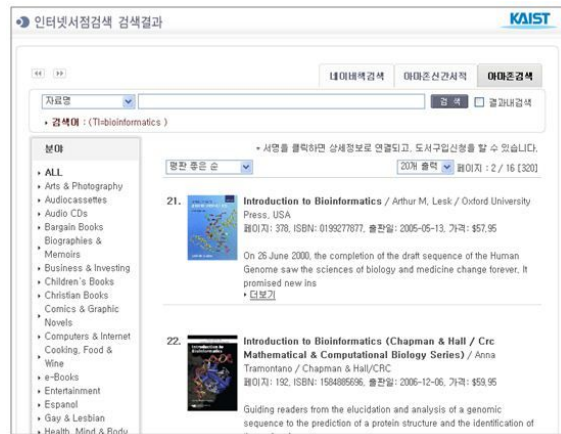 인터넷서점검색 검색결과
KAIST
네이버책검색
아마존신간서적
아마존검색
자료명
검 색
결과내검색
검색어 : (TI=bioinformatics )
분야
서명을 클릭하면 상세정보로 연결되고, 도서구입신청을 할 수 있습니다.
평판 좋은 순
20개 출력
페이지 : 2 / 16 [320]
ALL
Arts & Photography
Audiocassettes
Audio CDs
Bargain Books
Biographies &
Memoirs
Business & Investing
Children's Books
Christian Books
Comics & Graphic
Novels
Computers & Internet
Cooking, Food &
Wine
e-Books
Entertainment
Espanol
Gay & Lesbian
Health, Mind & Body
21.
Introduction to Bioinformatics / Arthur M. Lesk / Oxford University
Press, USA
페이지: 378, ISBN: 0199277877, 출판일: 2005-05-13, 가격: $57.95
On 26 June 2000, the completion of the draft sequence of the Human
Genome saw the sciences of biology and medicine change forever. It
promised new ins
더보기
22.
Introduction to Bioinformatics (Chapman & Hall / Crc
Mathematical & Computational Biology Series) / Anna
Tramontano / Chapman & Hall/CRC
페이지: 192, ISBN: 1584885696, 출판일: 2006-12-06, 가격: $59.95
Guiding readers from the elucidation and analysis of a genomic
sequence to the prediction of a protein structure and the identification of